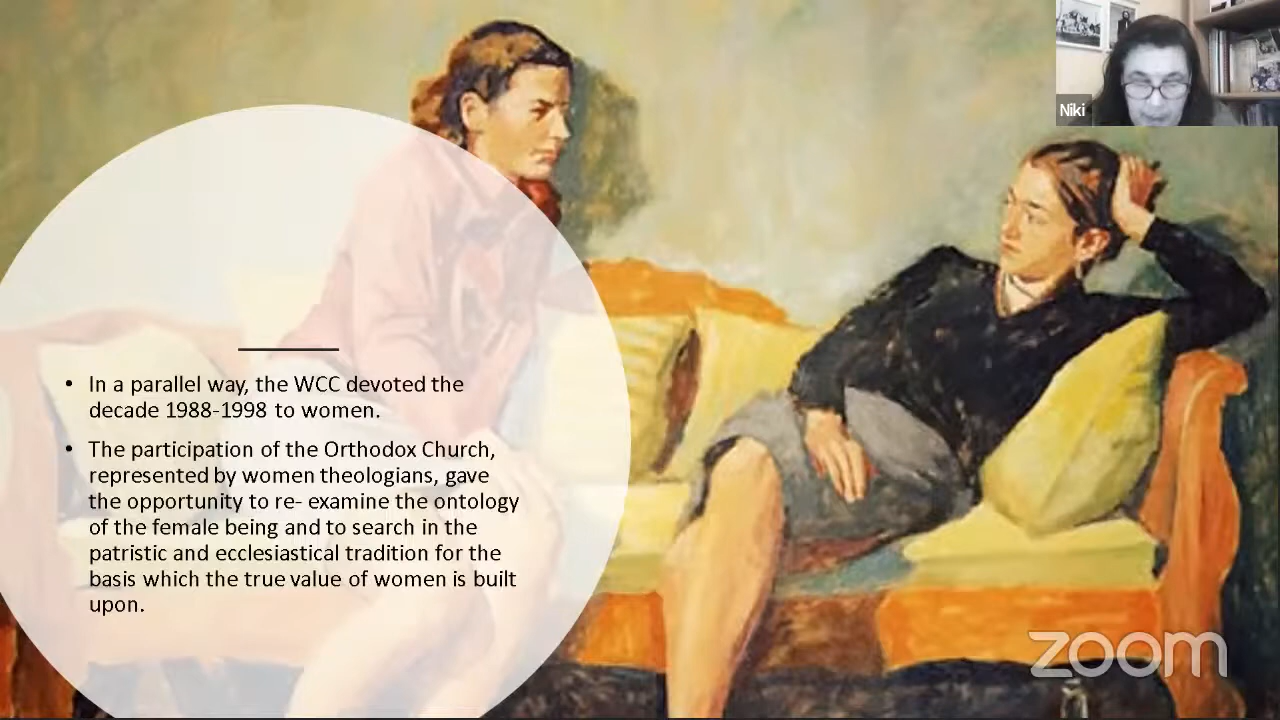 Niki
• In a parallel way, the WCC devoted the
decade 1988-1998 to women.
• The participation of the Orthodox Church,
represented by women theologians, gave
the opportunity to re- examine the ontology
of the female being and to search in the
patristic and ecclesiastical tradition for the
basis which the true value of women is built
upon.
zoom